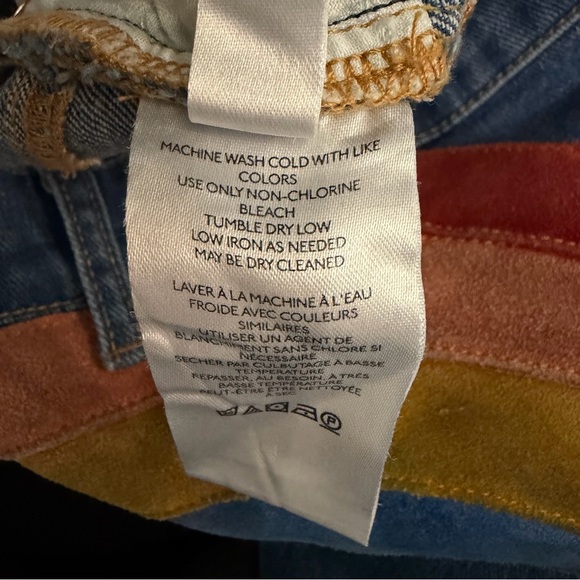 MACHINE WASH COLD WITH LIKE
COLORS
USE ONLY NON-CHLORINE
BLEACH
TUMBLE DRY LOW
LOW IRON AS NEEDED
MAY BE DRY CLEANED
LAVER À LA MACHINE À L'EAU
FROIDE AVEC COULEURS
SIMILAIRES
UTILISER UN AGENT DE
BLANCHIMENT SANS CHLORE SI
NÉCESSAIRE
SÉCHER PAR CULBUTAGE À BASSE
TEMPÉRATURE
REPASSER, AU BESOIN, À TRÈS
BASSE TEMPÉRATURE
PEUT-ÊTRE ÊTRE NETTOYÉE
À SEC
P